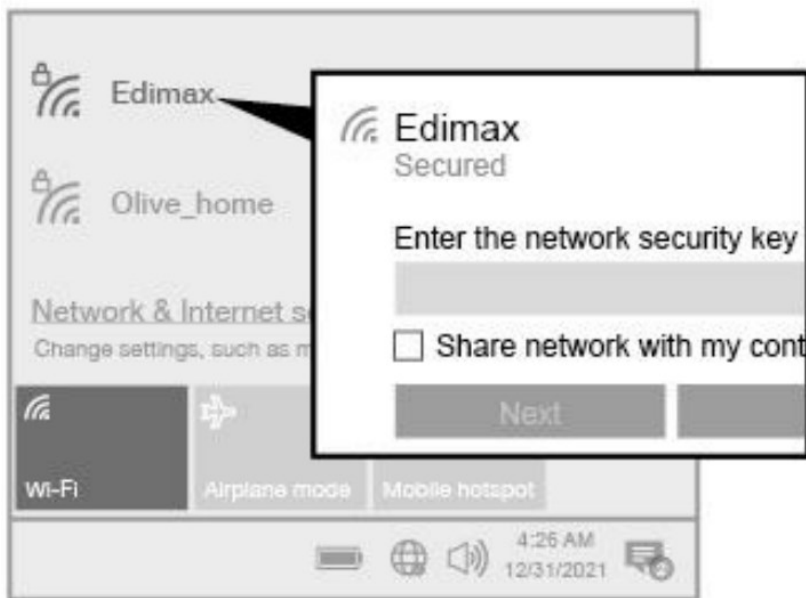 Edimax
Olive_home
Network & Internet s
Change settings, such as m
Wi-Fi
Airplane mode
Mobile hotspot
4:26 AM
12/31/2021
Edimax
Secured
Enter the network security key
Share network with my cont
Next